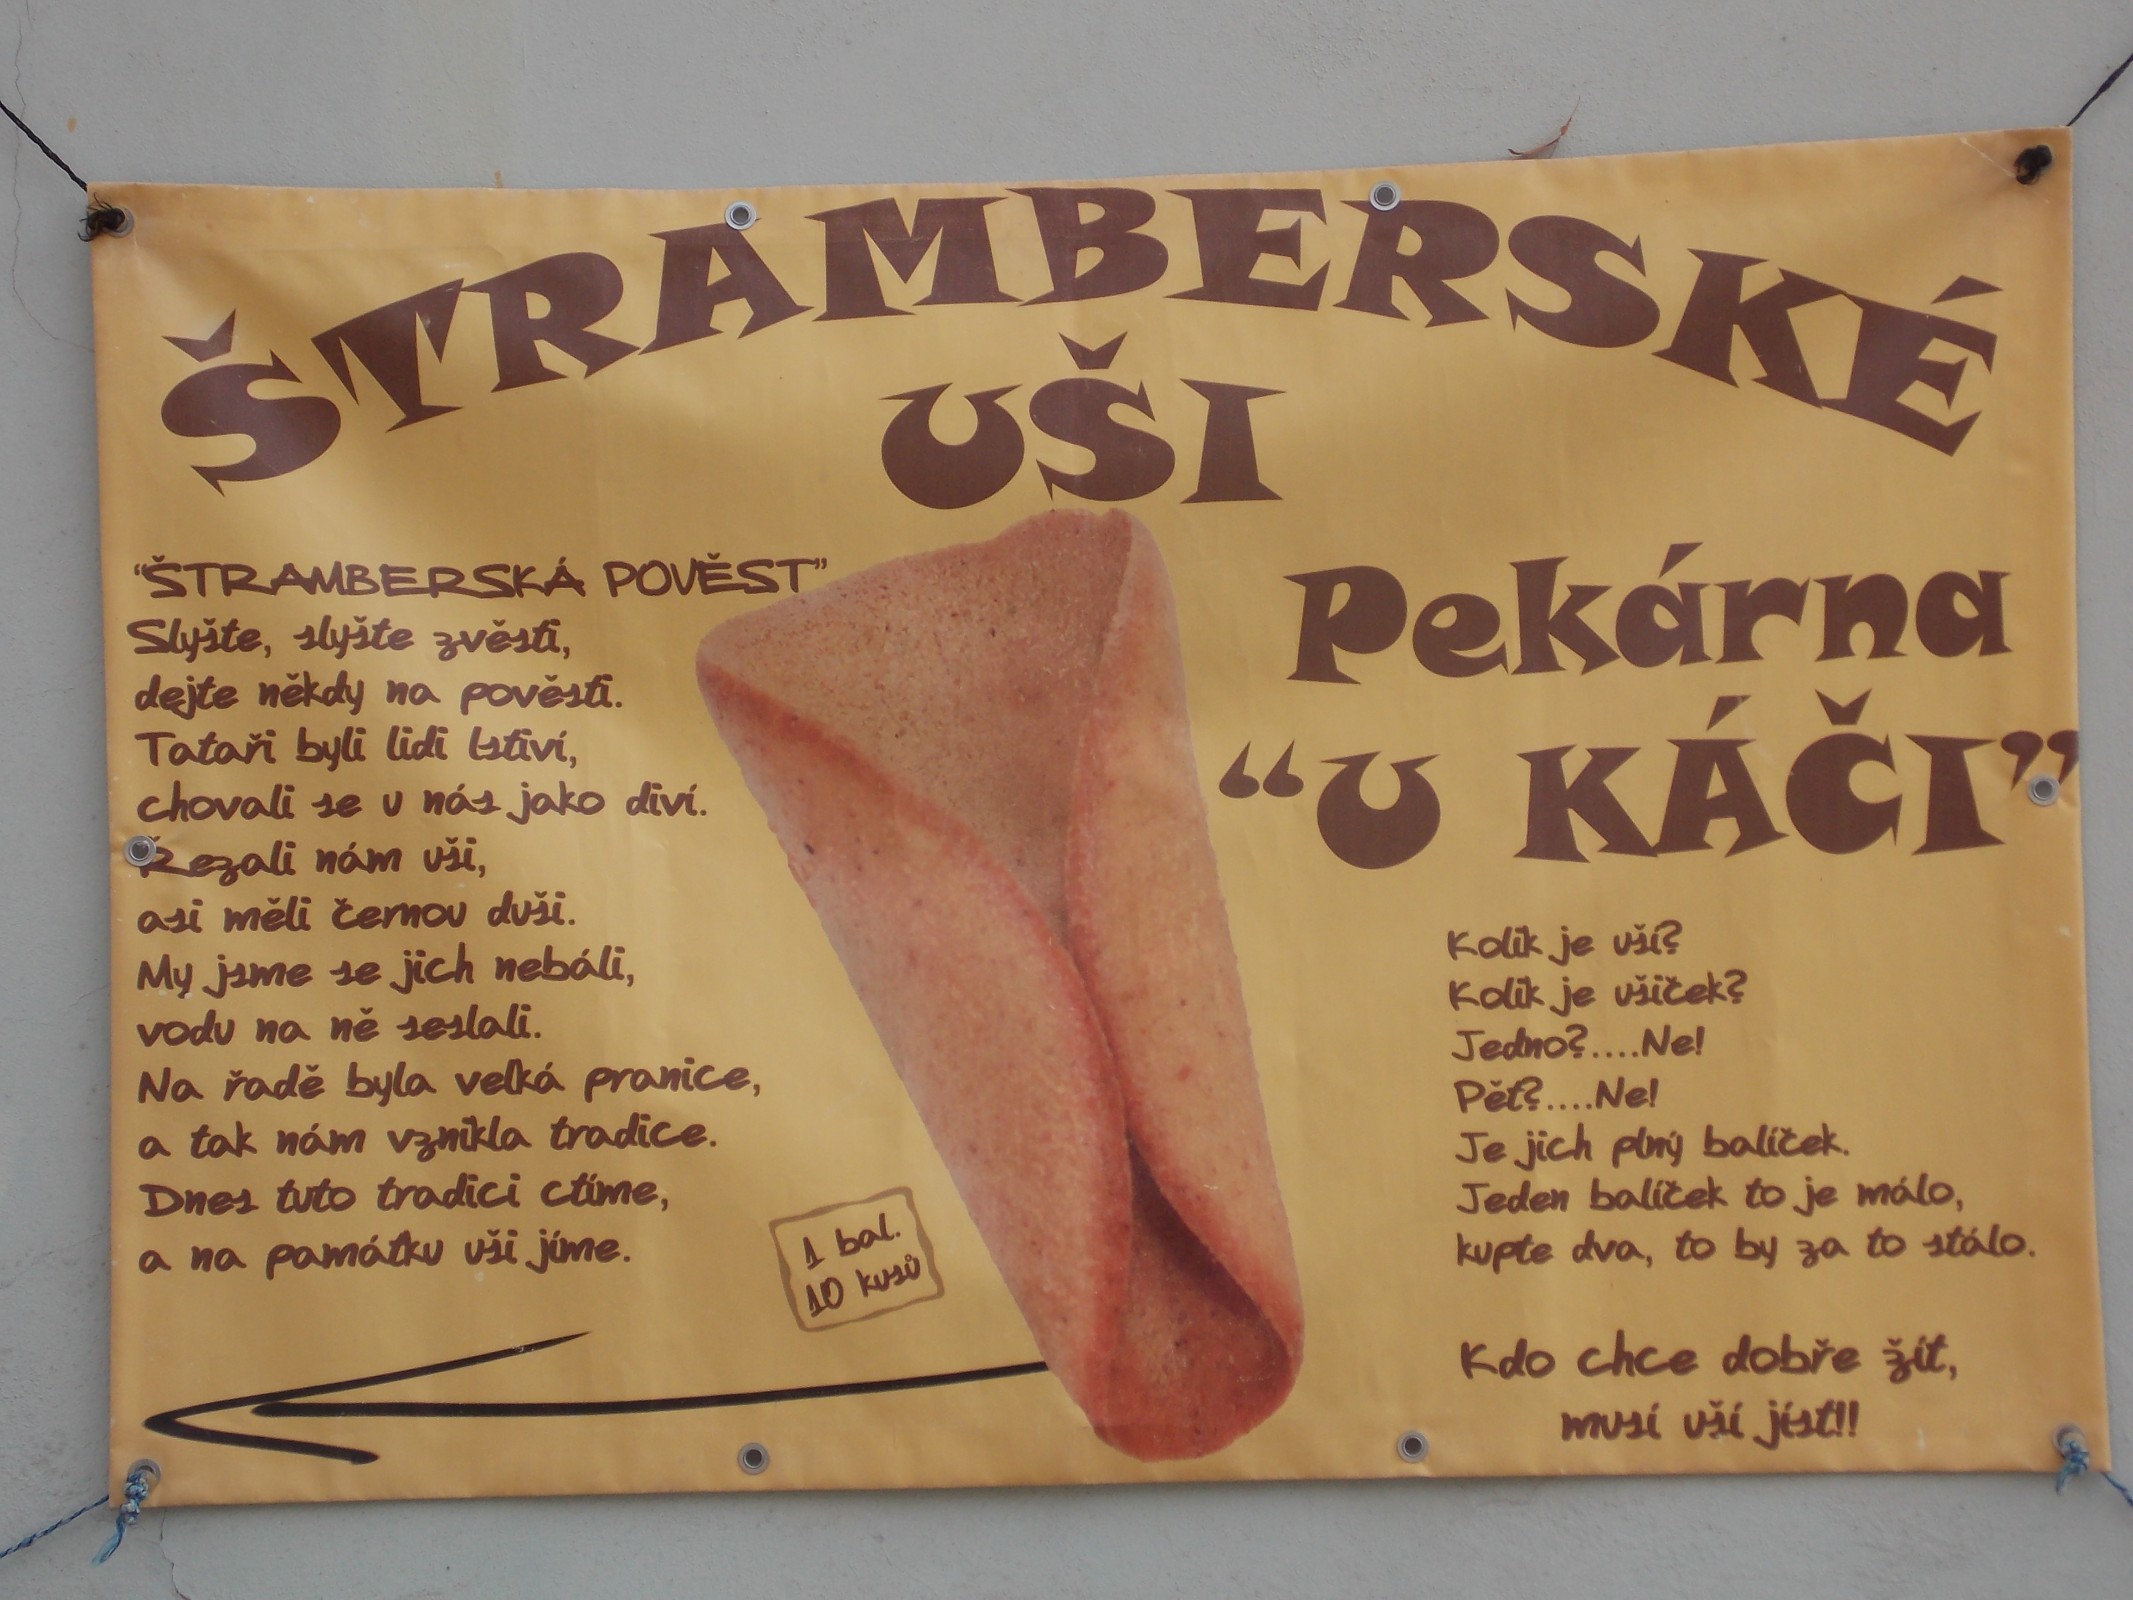 ŠTRAMBERSKÉ
UŠI
"ŠTRAMBERSKÁ POVĚST"
Slyšte, slyšte zvěsti,
dejte někdy na pověsti.
Tataři byli lidi lstiví,
chovali se u nás jako diví.
Řezali nám uši,
asi měli černou duši.
My jsme se jich nebáli,
vodu na ně seslali.
Na řadě byla velká pranice,
a tak nám vznikla tradice.
Dnes tuto tradici ctíme,
a na památku uši jíme.
1 bal.
10 kusů
Pekárna
"U KÁČI"
Kolik je uší?
Kolik je ušiček?
Jedno?....Ne!
Pět?....Ne!
Je jich plný balíček.
Jeden balíček to je málo,
kupte dva, to by za to stálo.
Kdo chce dobře žít,
musí uší jíst!!